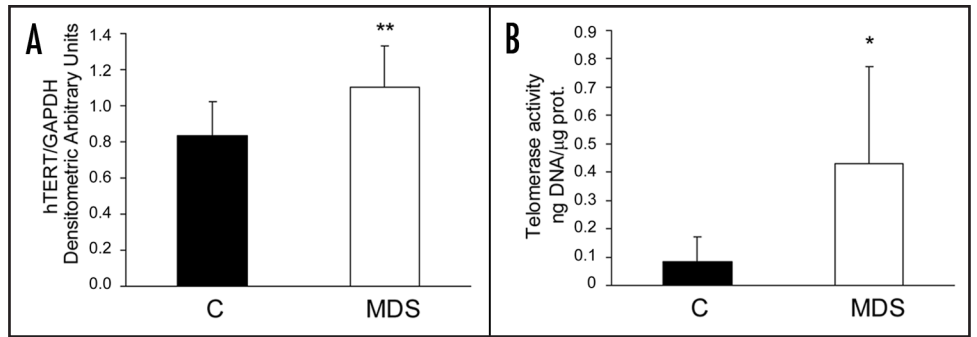 A
hTERT/GAPDH
Densitometric Arbitrary Units
1.4
1.2
1.0
0.8
0.6
0.4
0.2
0.0
**
C
MDS
B
Telomerase activity
ng DNA/μg prot.
0.9
0.8
0.7
0.6
0.5
0.4
0.3
0.2
0.1
0
*
C
MDS